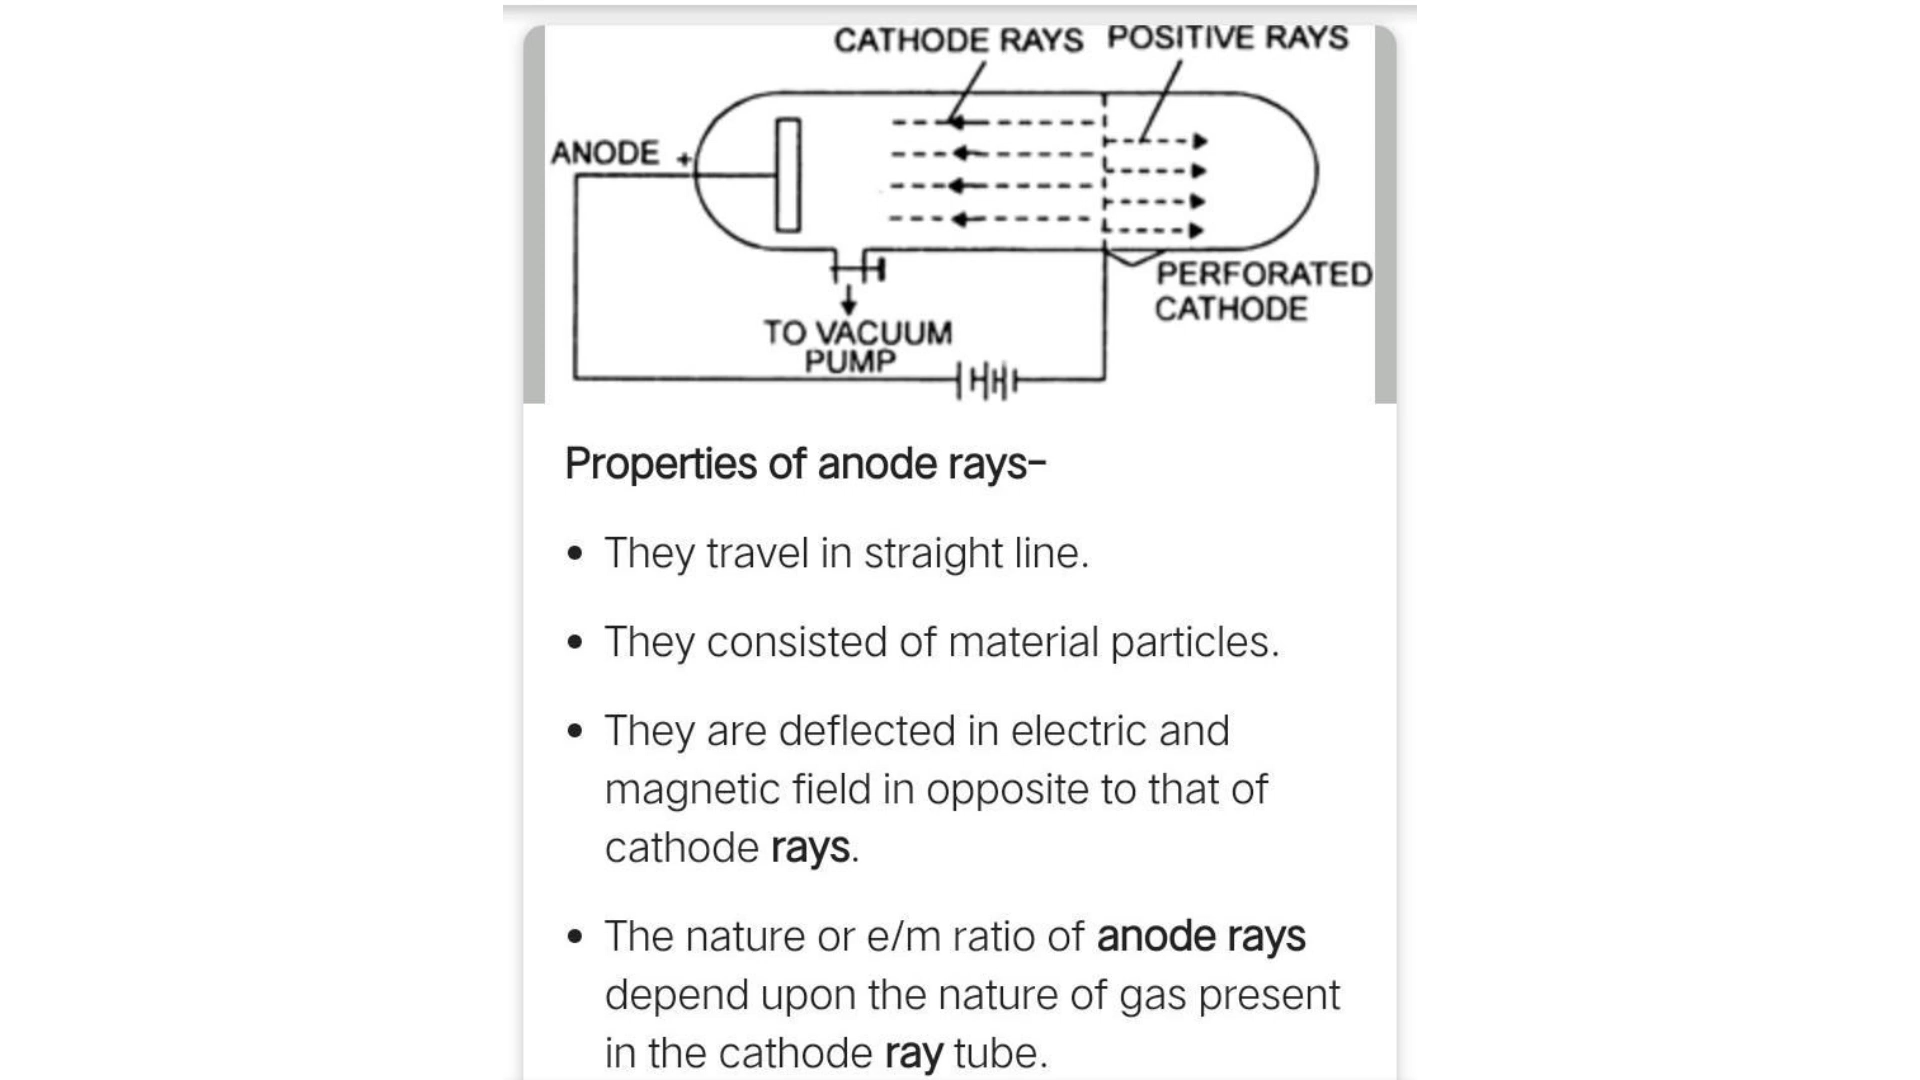 CATHODE RAYS POSITIVE RAYS
ANODE +
PERFORATED
CATHODE
TO VACUUM
PUMP
Properties of anode rays–
• They travel in straight line.
• They consisted of material particles.
• They are deflected in electric and
magnetic field in opposite to that of
cathode rays.
• The nature or e/m ratio of anode rays
depend upon the nature of gas present
in the cathode ray tube.